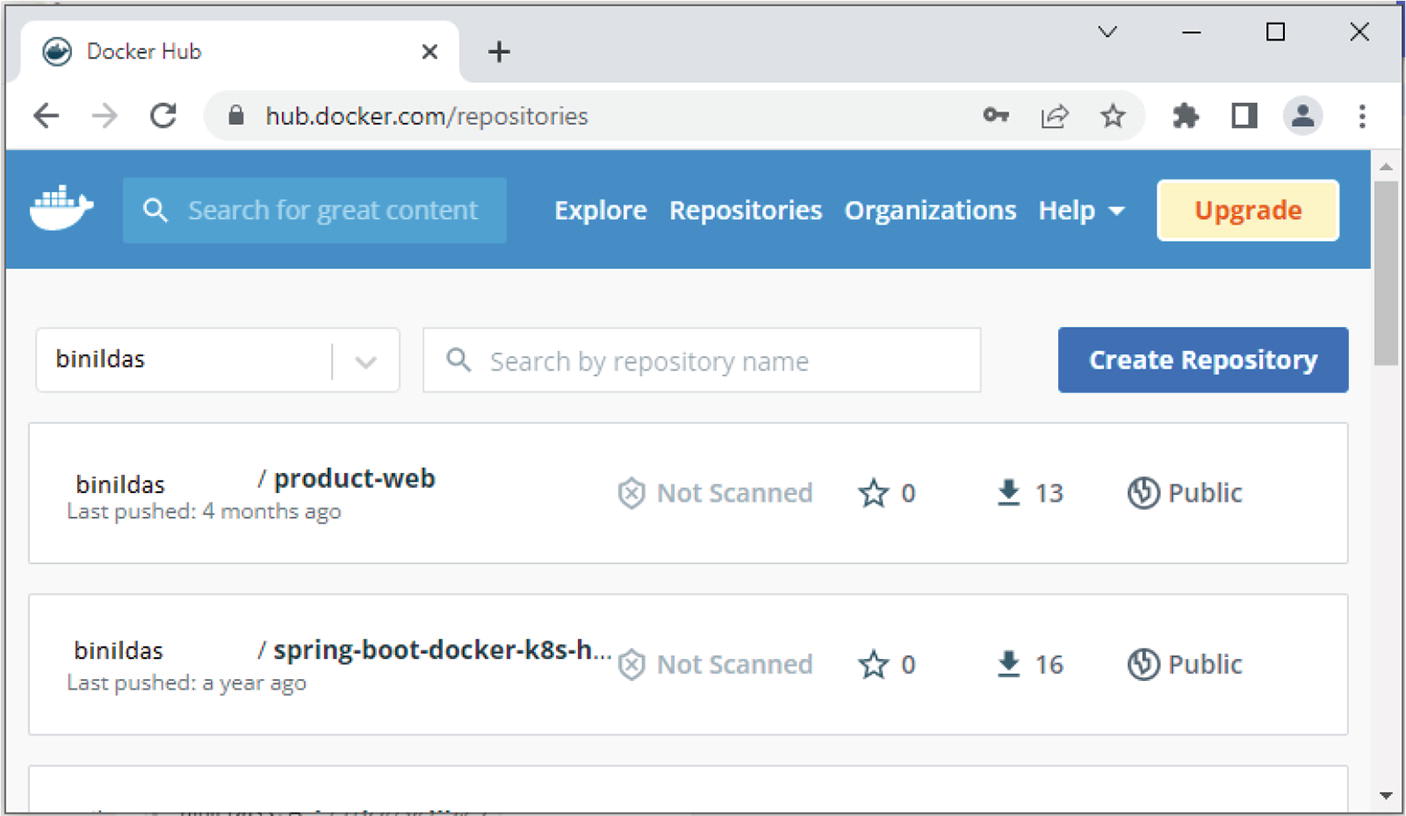 Docker Hub
hub.docker.com/repositories
Search for great content Explore Repositories Organizations Help Upgrade
binildas Search by repository name Create Repository
binildas / product-web Not Scanned 0 13 Public
Last pushed: 4 months ago
binildas / spring-boot-docker-k8s-h... Not Scanned 0 16 Public
Last pushed: a year ago